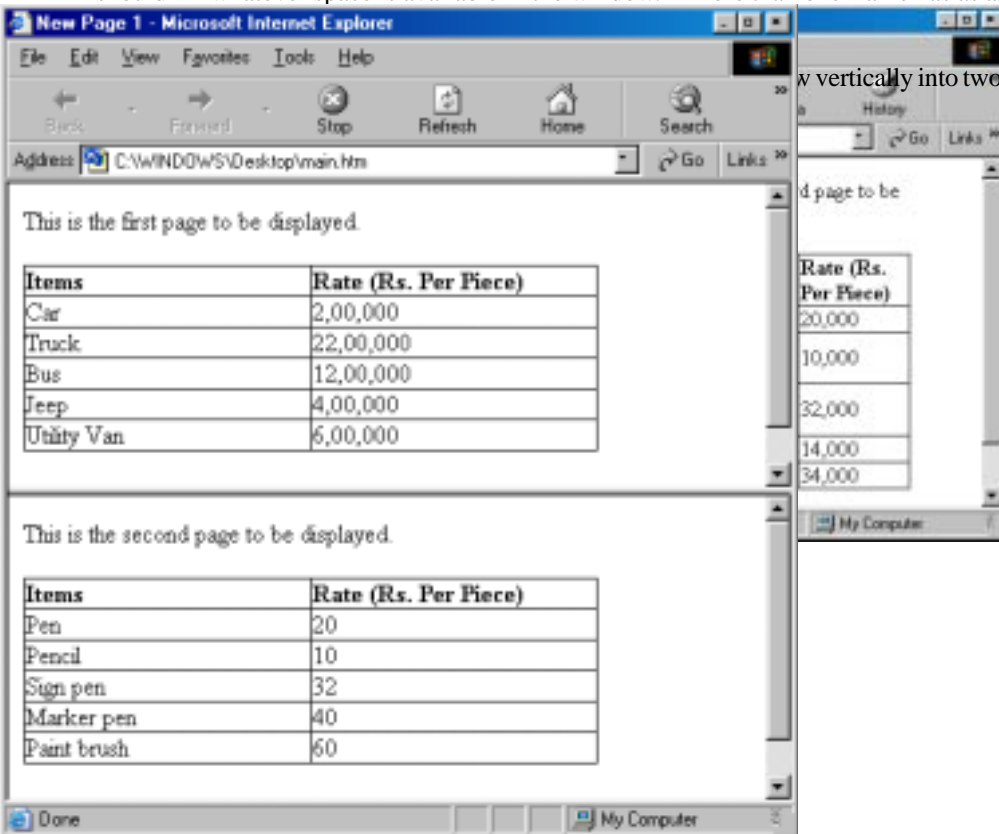 New Page 1 - Microsoft Internet Explorer
File Edit View Favorites Tools Help
Back Forward Stop Refresh Home Search »
Address C:\WINDOWS\Desktop\main.htm Go Links »
This is the first page to be displayed.
Items Rate (Rs. Per Piece)
Car 2,00,000
Truck 22,00,000
Bus 12,00,000
Jeep 4,00,000
Utility Van 6,00,000
This is the second page to be displayed.
Items Rate (Rs. Per Piece)
Pen 20
Pencil 10
Sign pen 32
Marker pen 40
Paint brush 60
Done My Computer
w vertically into two
History
Go Links »
d page to be
Rate (Rs.
Per Piece)
20,000
10,000
32,000
14,000
34,000
My Computer